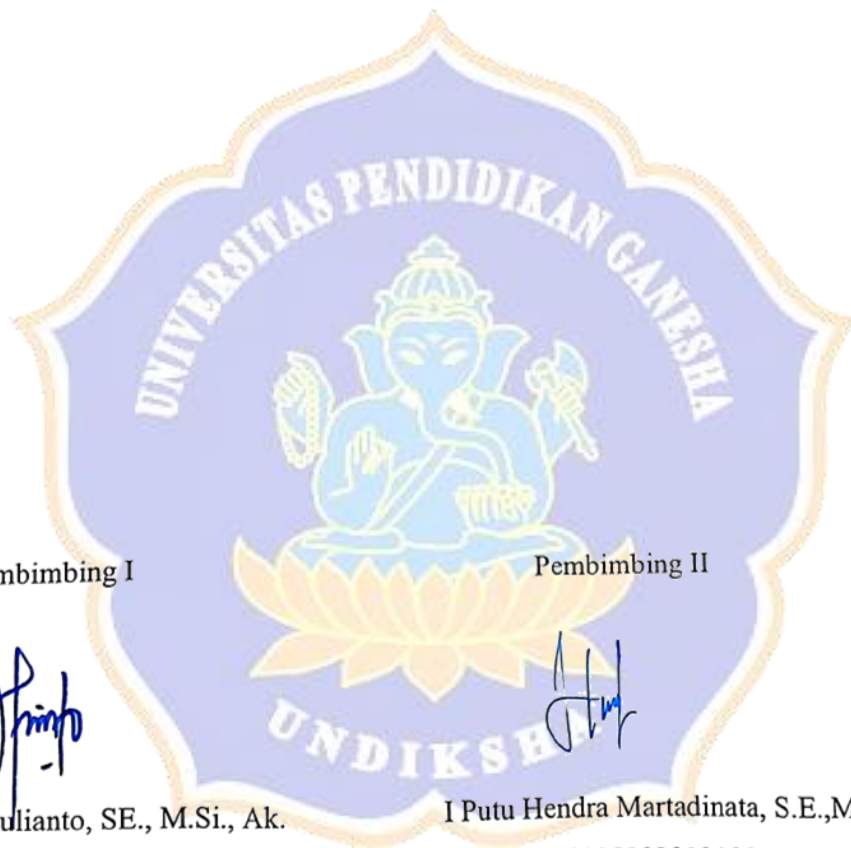 UNIVERSITAS PENDIDIKAN GANESHA
mbimbing I
Pembimbing II
UNDIKSHA
ulianto, SE., M.Si., Ak.
I Putu Hendra Martadinata, S.E.,M